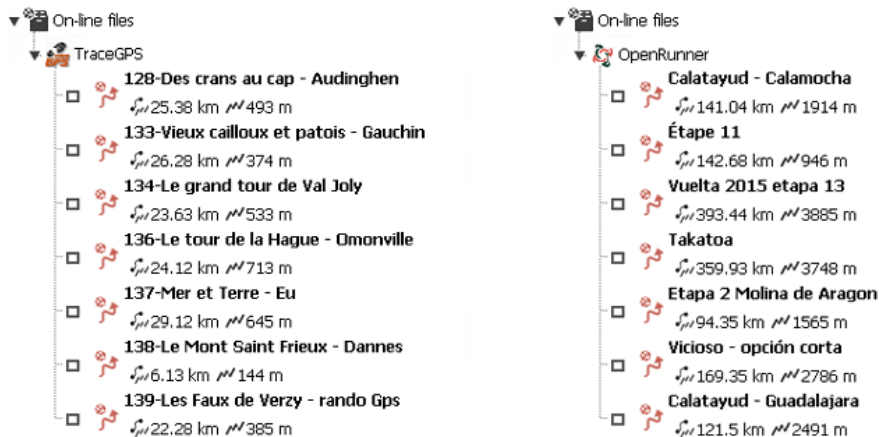 On-line files
TraceGPS
128-Des crans au cap - Audinghen
25.38 km 493 m
133-Vieux cailloux et patois - Gauchin
26.28 km 374 m
134-Le grand tour de Val Joly
23.63 km 533 m
136-Le tour de la Hague - Omonville
24.12 km 713 m
137-Mer et Terre - Eu
29.12 km 645 m
138-Le Mont Saint Frieux - Dannes
6.13 km 144 m
139-Les Faux de Verzy - rando Gps
22.28 km 385 m
On-line files
OpenRunner
Calatayud - Calamocha
141.04 km 1914 m
Étape 11
142.68 km 946 m
Vuelta 2015 etapa 13
393.44 km 3885 m
Takatoa
359.93 km 3748 m
Etapa 2 Molina de Aragon
94.35 km 1565 m
Vicioso - opción corta
169.35 km 2786 m
Calatayud - Guadalajara
121.5 km 2491 m